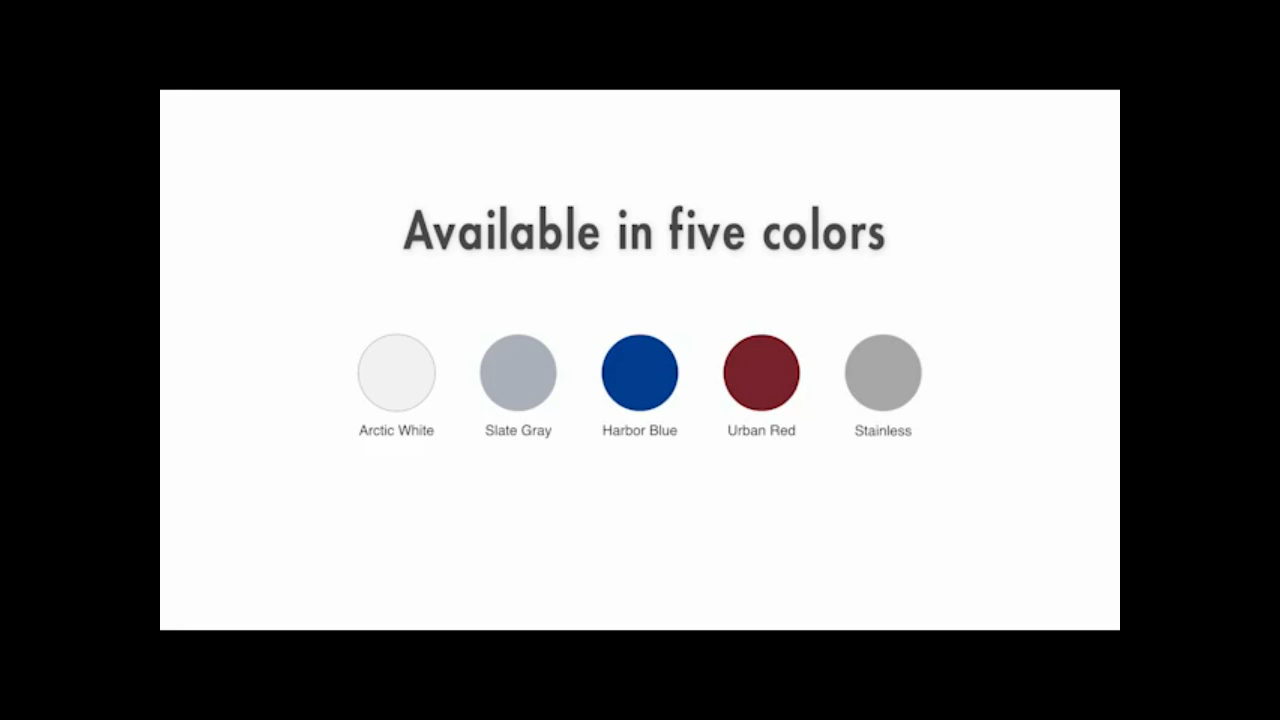 Available in five colors
Arctic White Slate Gray Harbor Blue Urban Red Stainless